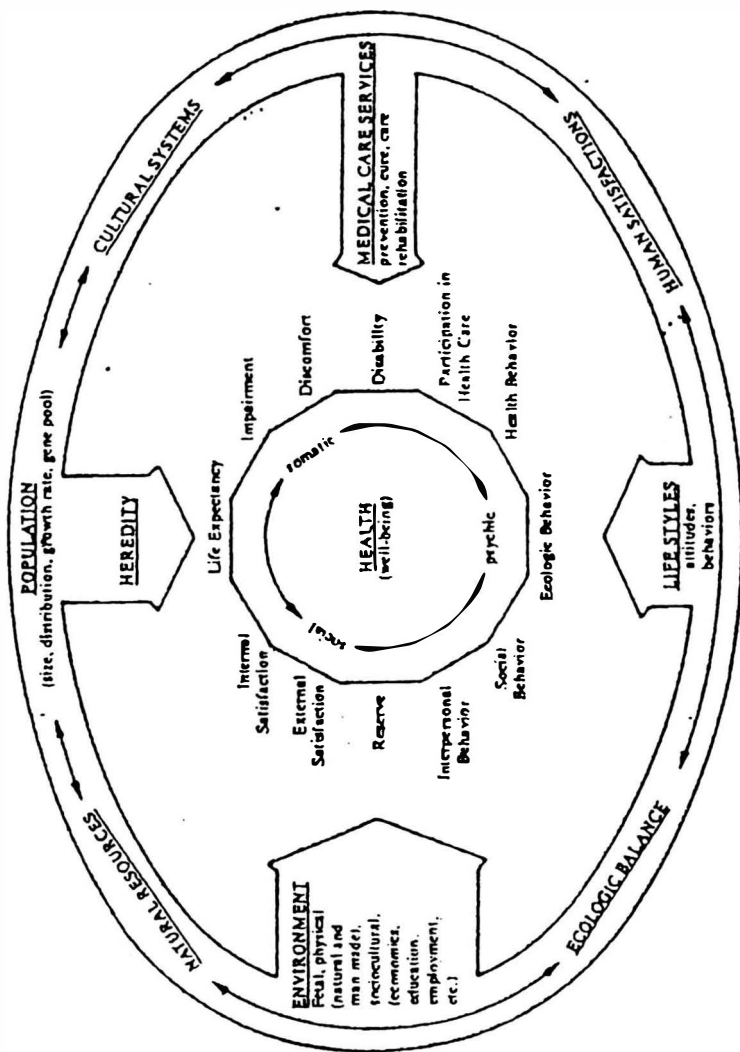 POPULATION
(size, distribution, growth rate, gene pool)
NATURAL RESOURCES
CULTURAL SYSTEMS
HEREDITY
ENVIRONMENT
Fetal, physical
(natural and
man made),
sociocultural,
(economics,
education,
employment,
etc.)
Life Expectancy
Internal
Satisfaction
Impairment
External
Satisfaction
Discomfort
Reserve
Disability
Interpersonal
Behavior
Participation in
Health Care
Social
Behavior
Health Behavior
Ecologic Behavior
social
somatic
HEALTH
(well-being)
psychic
MEDICAL CARE SERVICES
prevention, cure, care
rehabilitation
LIFE STYLES
attitudes,
behaviors
ECOLOGIC BALANCE
HUMAN SATISFACTIONS